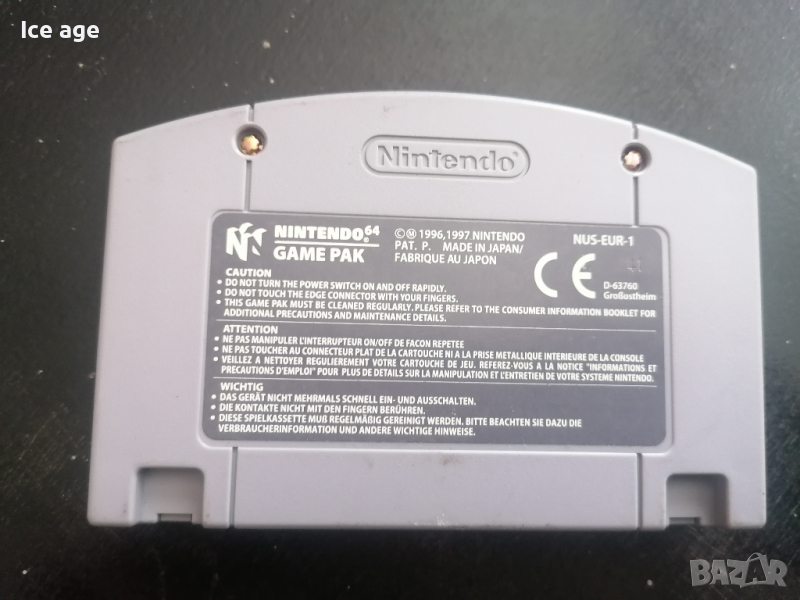 Ice age
Nintendo
NINTENDO64
GAME PAK
©Ⓜ 1996,1997 NINTENDO
PAT. P. MADE IN JAPAN/
FABRIQUE AU JAPON
NUS-EUR-1
CE
D-63760
Großostheim
CAUTION
• DO NOT TURN THE POWER SWITCH ON AND OFF RAPIDLY.
• DO NOT TOUCH THE EDGE CONNECTOR WITH YOUR FINGERS.
• THIS GAME PAK MUST BE CLEANED REGULARLY. PLEASE REFER TO THE CONSUMER INFORMATION BOOKLET FOR
ADDITIONAL PRECAUTIONS AND MAINTENANCE DETAILS.
ATTENTION
• NE PAS MANIPULER L'INTERRUPTEUR ON/OFF DE FACON REPETEE
• NE PAS TOUCHER AU CONNECTEUR PLAT DE LA CARTOUCHE NI A LA PRISE METALLIQUE INTERIEURE DE LA CONSOLE
• VEILLEZ A NETTOYER REGULIEREMENT VOTRE CARTOUCHE DE JEU. REFEREZ-VOUS A LA NOTICE "INFORMATIONS ET
PRECAUTIONS D'EMPLOI" POUR PLUS DE DETAILS SUR LA MANIPULATION ET L'ENTRETIEN DE VOTRE SYSTEME NINTENDO.
WICHTIG
• DAS GERÄT NICHT MEHRMALS SCHNELL EIN- UND AUSSCHALTEN.
• DIE KONTAKTE NICHT MIT DEN FINGERN BERÜHREN.
• DIESE SPIELKASSETTE MUß REGELMÄßIG GEREINIGT WERDEN. BITTE BEACHTEN SIE DAZU DIE
VERBRAUCHERINFORMATION UND ANDERE WICHTIGE HINWEISE.
BAZAR